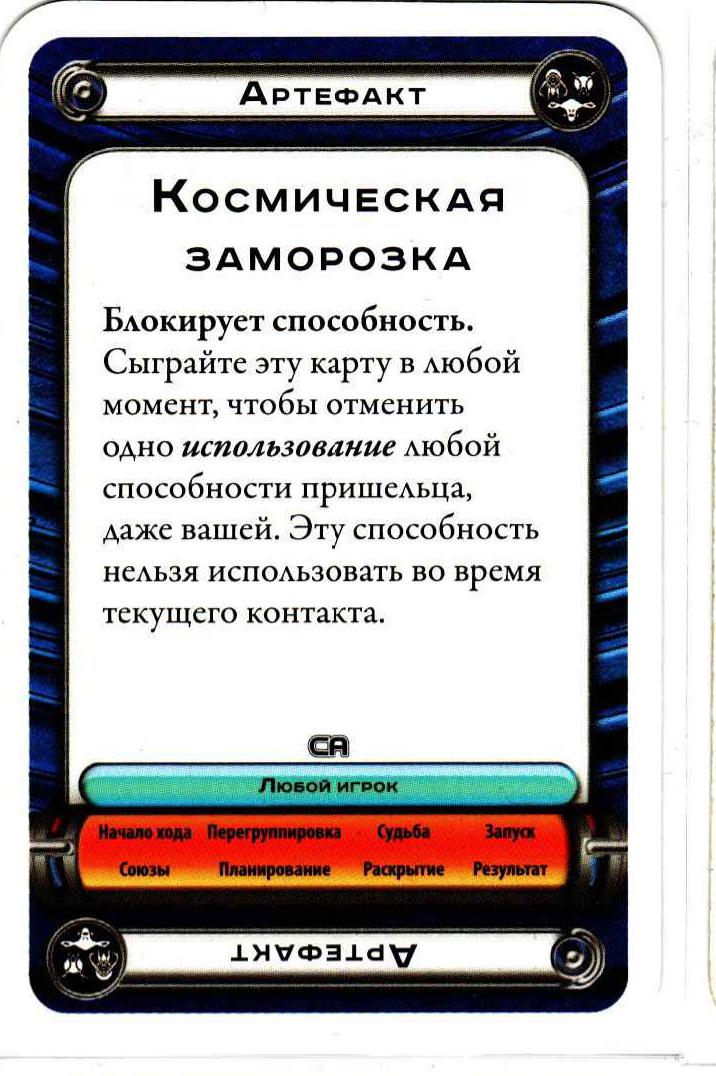 Артефакт
Космическая
заморозка
Блокирует способность.
Сыграйте эту карту в любой
момент, чтобы отменить
одно использование любой
способности пришельца,
даже вашей. Эту способность
нельзя использовать во время
текущего контакта.
СА
Любой игрок
Начало хода Перегруппировка Судьба Запуск
Союзы Планирование Раскрытие Результат
Артефакт